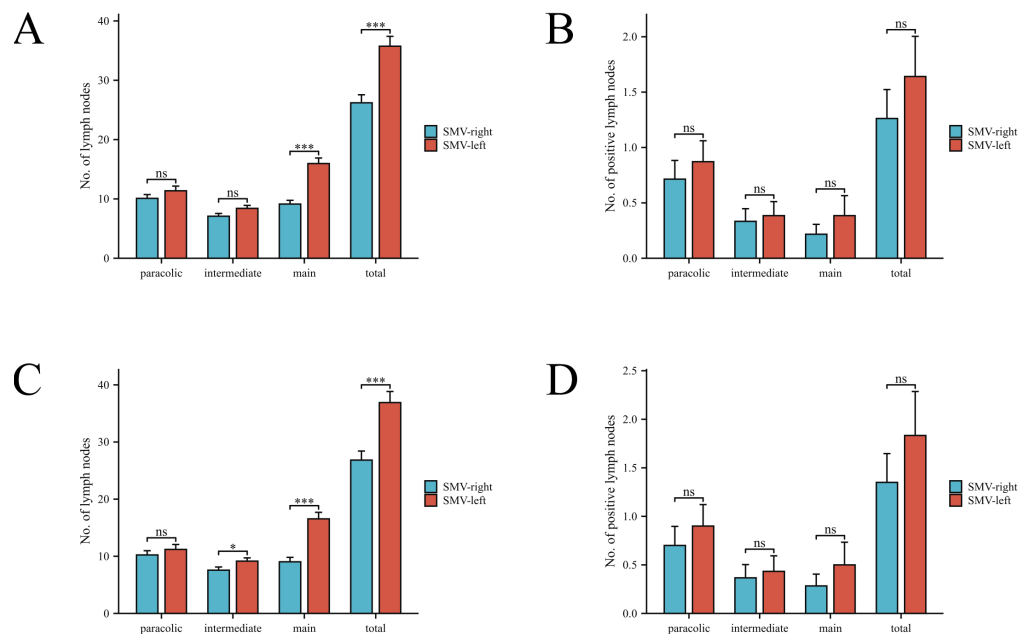 A
No. of lymph nodes
40
30
20
10
0
ns
ns
***
***
paracolic
intermediate
main
total
SMV-right
SMV-left
B
No. of positive lymph nodes
2.0
1.5
1.0
0.5
0.0
ns
ns
ns
ns
paracolic
intermediate
main
total
SMV-right
SMV-left
C
No. of lymph nodes
40
30
20
10
0
ns
*
***
***
paracolic
intermediate
main
total
SMV-right
SMV-left
D
No. of positive lymph nodes
2.5
2.0
1.5
1.0
0.5
0.0
ns
ns
ns
ns
paracolic
intermediate
main
total
SMV-right
SMV-left